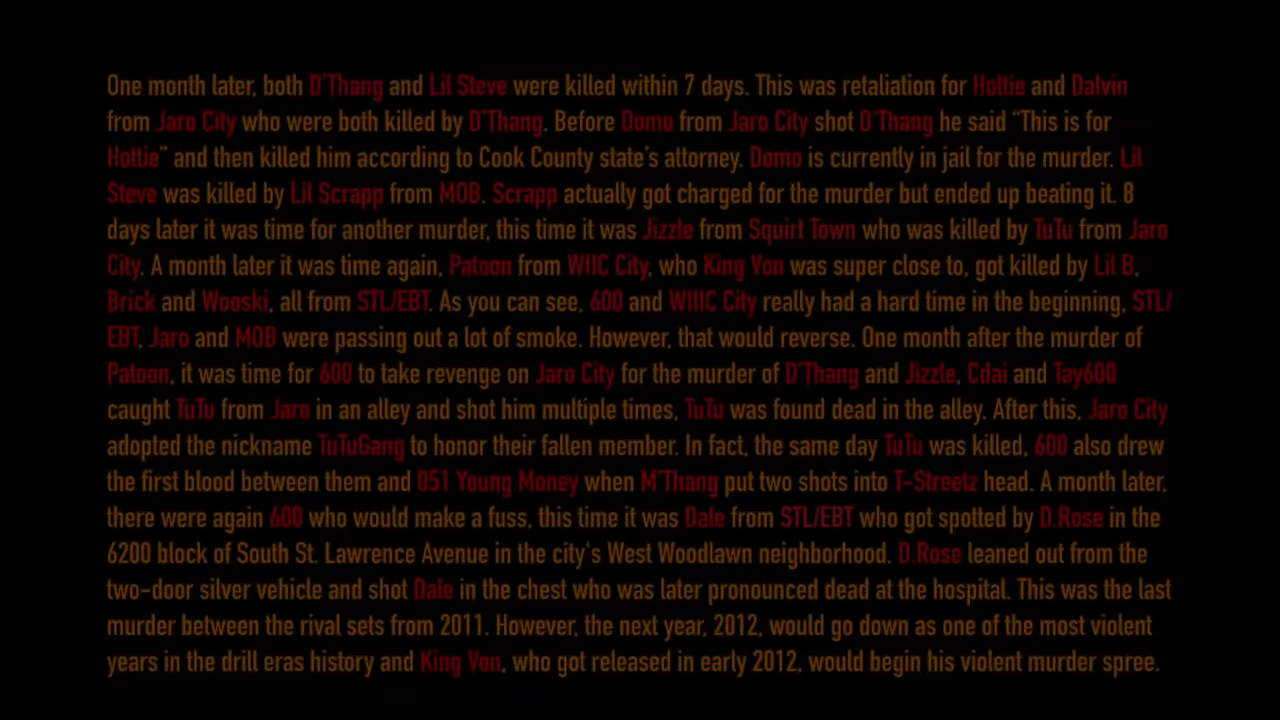 One month later, both D'Thang and Lil Steve were killed within 7 days. This was retaliation for Hottie and Dalvin
from Jaro City who were both killed by D'Thang. Before Domo from Jaro City shot D'Thang he said “This is for
Hottie” and then killed him according to Cook County state's attorney. Domo is currently in jail for the murder. Lil
Steve was killed by Lil Scrapp from MOB. Scrapp actually got charged for the murder but ended up beating it. 8
days later it was time for another murder, this time it was Jizzle from Squirt Town who was killed by TuTu from Jaro
City. A month later it was time again, Patoon from WIIC City, who King Von was super close to, got killed by Lil B,
Brick and Wooski, all from STL/EBT. As you can see, 600 and WIIIC City really had a hard time in the beginning, STL/
EBT, Jaro and MOB were passing out a lot of smoke. However, that would reverse. One month after the murder of
Patoon, it was time for 600 to take revenge on Jaro City for the murder of D'Thang and Jizzle, Cdai and Tay600
caught TuTu from Jaro in an alley and shot him multiple times, TuTu was found dead in the alley. After this, Jaro City
adopted the nickname TuTuGang to honor their fallen member. In fact, the same day TuTu was killed, 600 also drew
the first blood between them and 051 Young Money when M'Thang put two shots into T-Streetz head. A month later,
there were again 600 who would make a fuss, this time it was Dale from STL/EBT who got spotted by D.Rose in the
6200 block of South St. Lawrence Avenue in the city's West Woodlawn neighborhood. D.Rose leaned out from the
two-door silver vehicle and shot Dale in the chest who was later pronounced dead at the hospital. This was the last
murder between the rival sets from 2011. However, the next year, 2012, would go down as one of the most violent
years in the drill eras history and King Von, who got released in early 2012, would begin his violent murder spree.